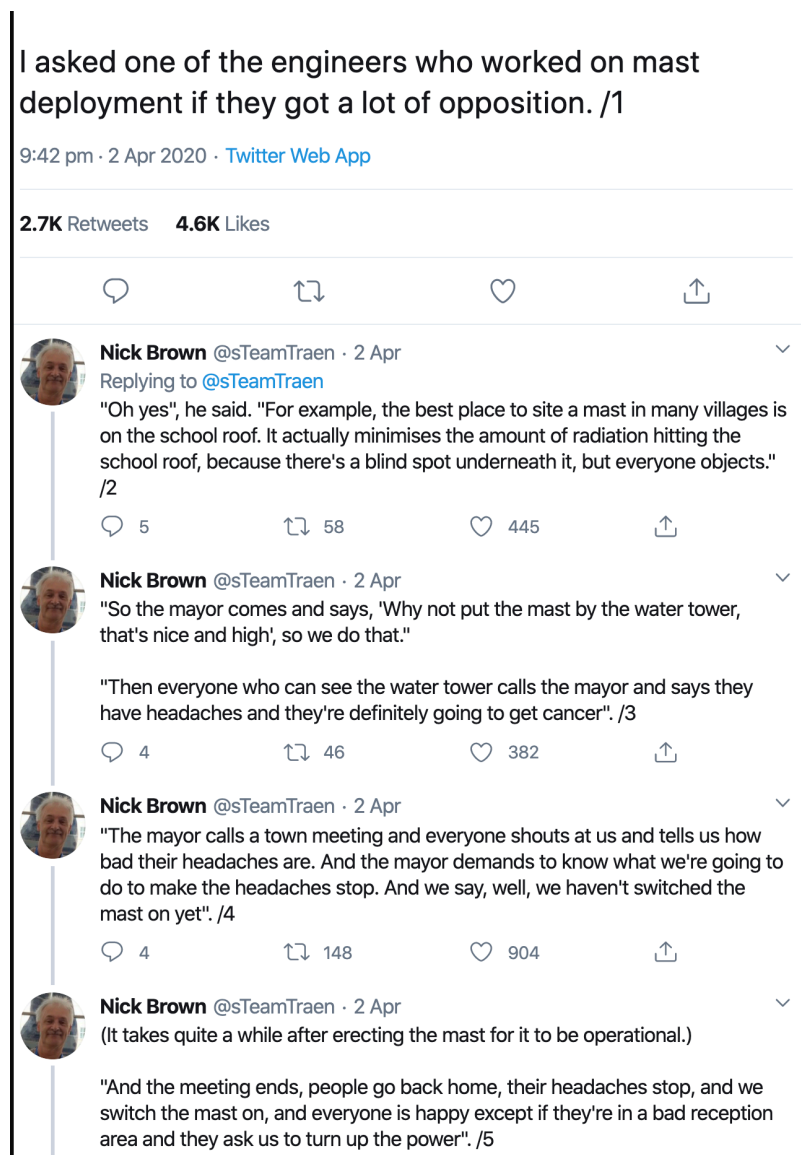 I asked one of the engineers who worked on mast
deployment if they got a lot of opposition. /1
9:42 pm · 2 Apr 2020 · Twitter Web App
2.7K Retweets 4.6K Likes
Nick Brown @sTeamTraen · 2 Apr
Replying to @sTeamTraen
"Oh yes", he said. "For example, the best place to site a mast in many villages is
on the school roof. It actually minimises the amount of radiation hitting the
school roof, because there's a blind spot underneath it, but everyone objects."
/2
5 58 445
Nick Brown @sTeamTraen · 2 Apr
"So the mayor comes and says, 'Why not put the mast by the water tower,
that's nice and high', so we do that."
"Then everyone who can see the water tower calls the mayor and says they
have headaches and they're definitely going to get cancer". /3
4 46 382
Nick Brown @sTeamTraen · 2 Apr
"The mayor calls a town meeting and everyone shouts at us and tells us how
bad their headaches are. And the mayor demands to know what we're going to
do to make the headaches stop. And we say, well, we haven't switched the
mast on yet". /4
4 148 904
Nick Brown @sTeamTraen · 2 Apr
(It takes quite a while after erecting the mast for it to be operational.)
"And the meeting ends, people go back home, their headaches stop, and we
switch the mast on, and everyone is happy except if they're in a bad reception
area and they ask us to turn up the power". /5